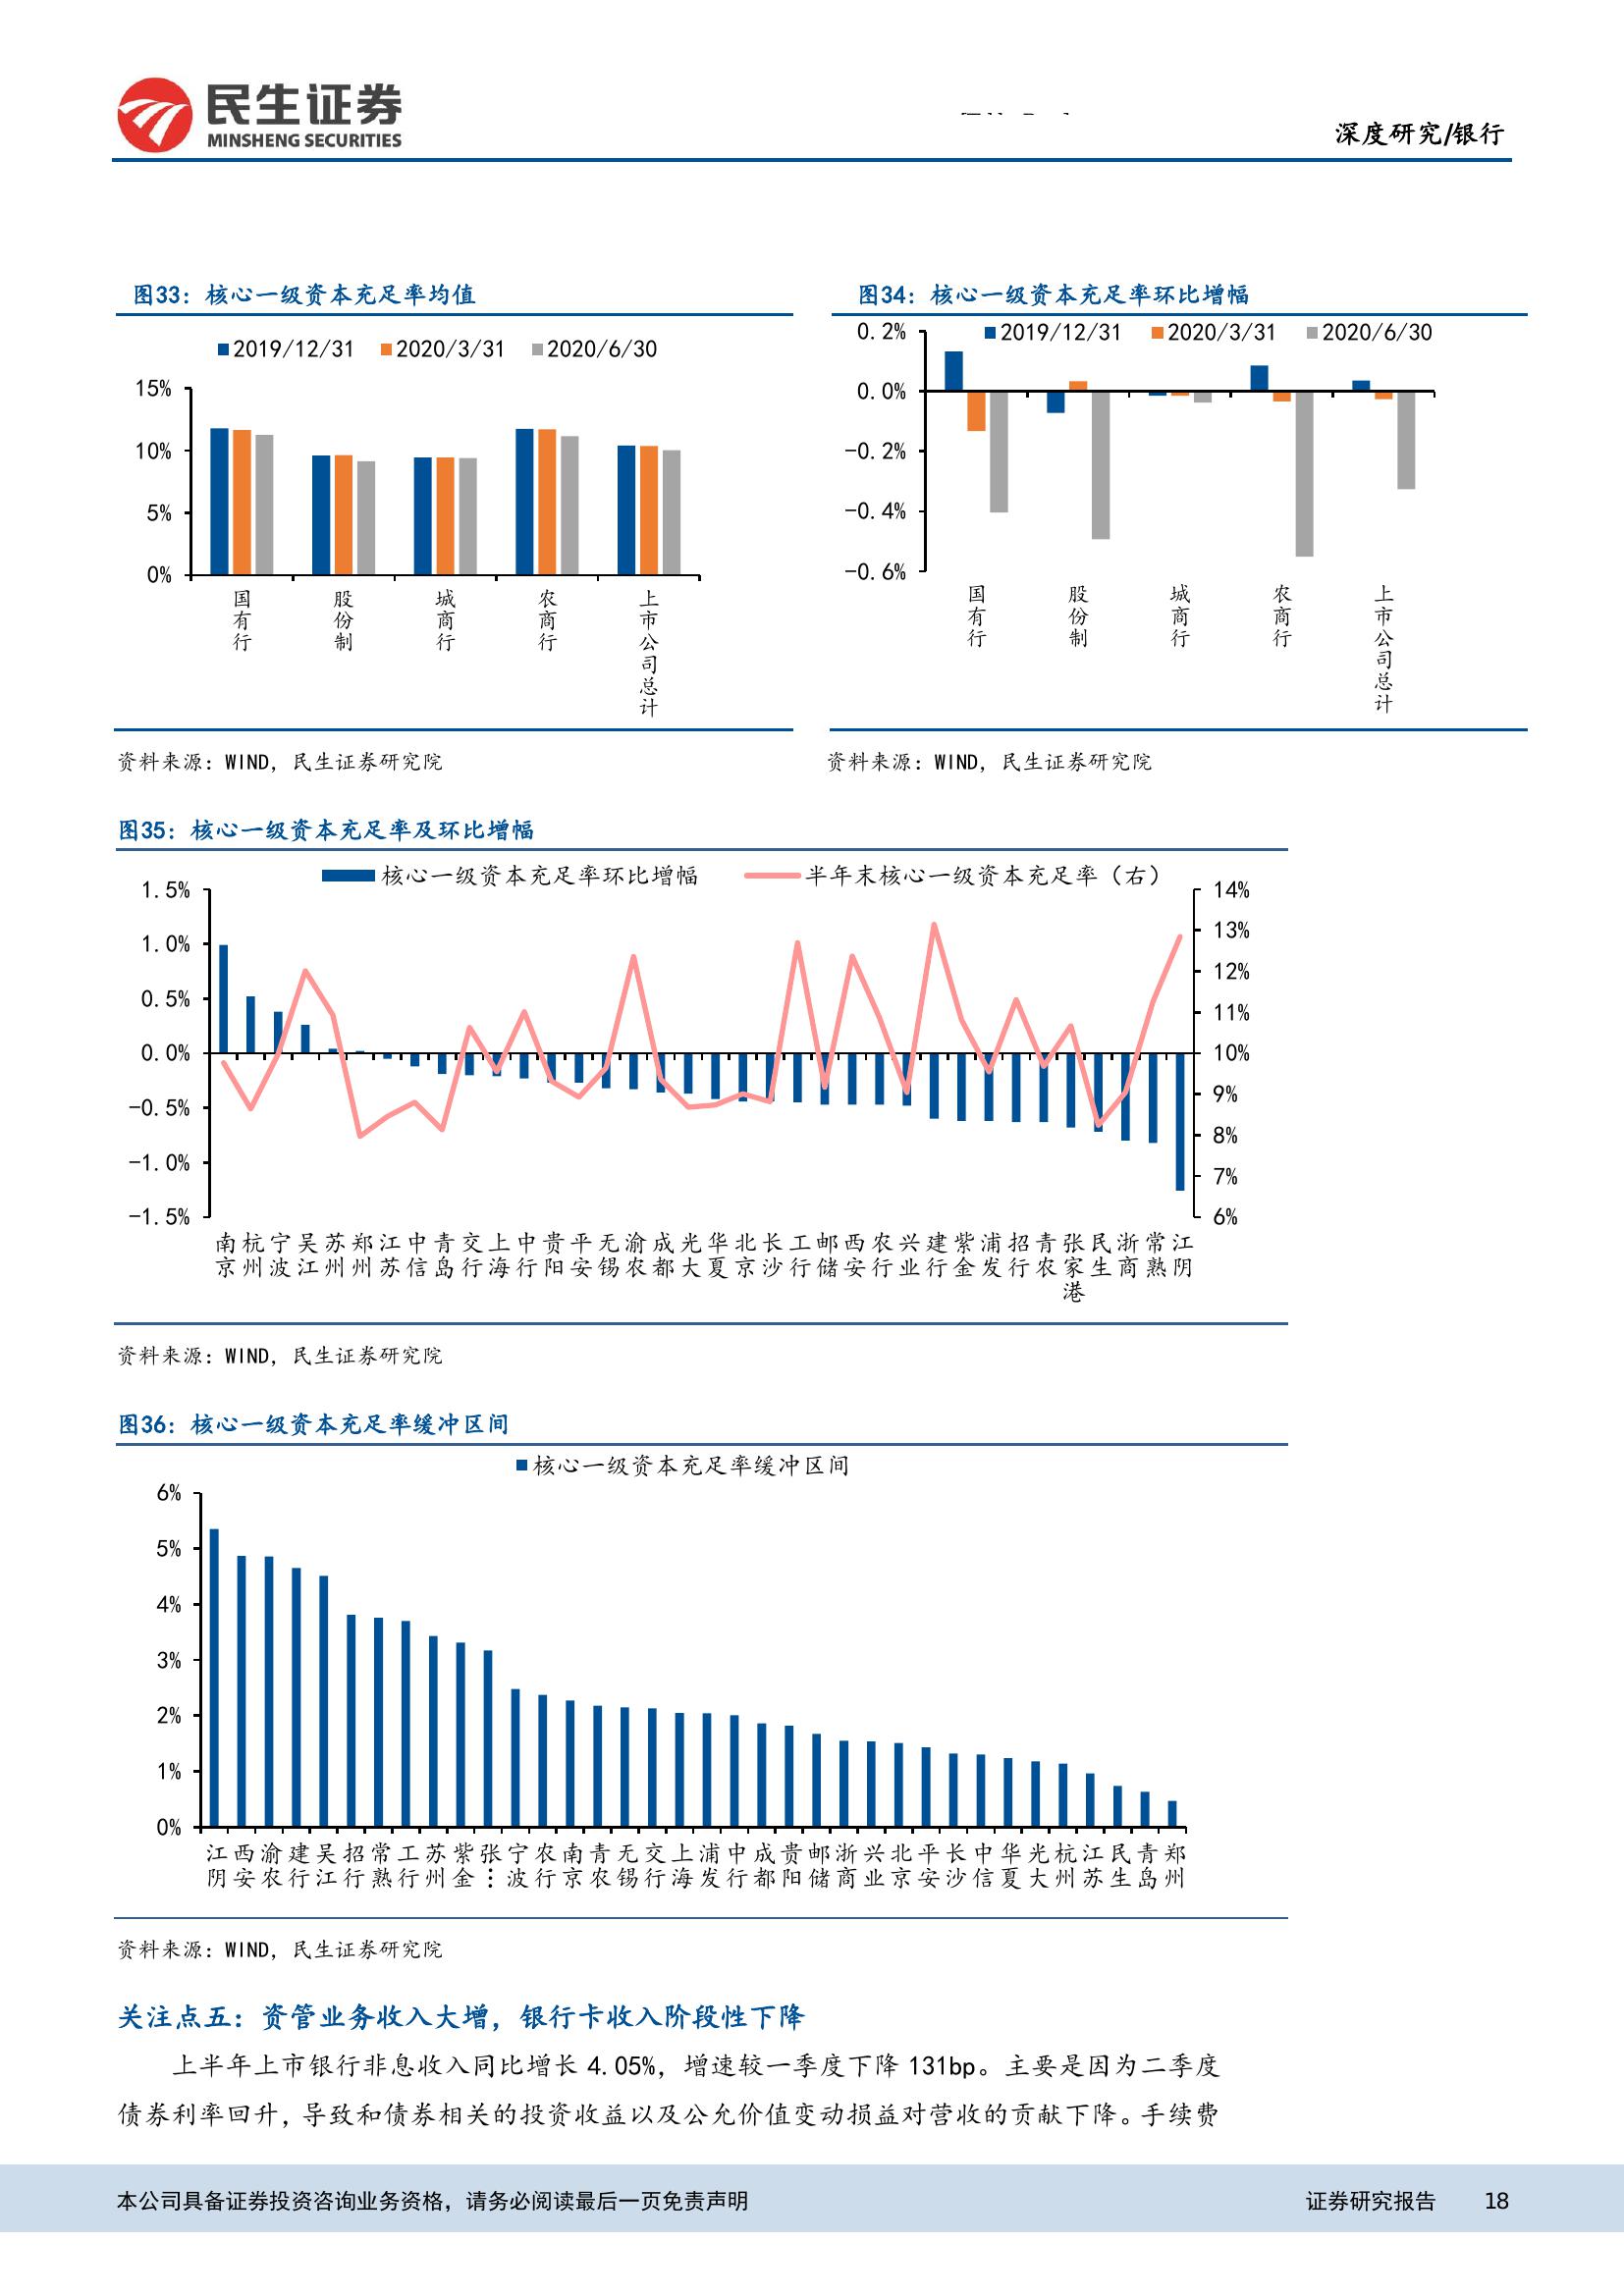 民生证券
MINSHENG SECURITIES
深度研究/银行
图33：核心一级资本充足率均值
2019/12/31 2020/3/31 2020/6/30
15%
10%
5%
0%
国有行 股份制 城商行 农商行 上市公司总计
资料来源：WIND，民生证券研究院
图34：核心一级资本充足率环比增幅
2019/12/31 2020/3/31 2020/6/30
0.2%
0.0%
-0.2%
-0.4%
-0.6%
国有行 股份制 城商行 农商行 上市公司总计
资料来源：WIND，民生证券研究院
图35：核心一级资本充足率及环比增幅
核心一级资本充足率环比增幅 半年末核心一级资本充足率（右）
1.5% 14%
1.0% 13%
0.5% 12%
0.0% 11%
-0.5% 10%
-1.0% 9%
-1.5% 8%
7%
6%
南京 杭州 宁波 吴江 苏州 郑州 江苏 中信 青岛 交行 上海 中行 贵阳 平安 无锡 渝农 成都 光大 华夏 北京 长沙 工行 邮储 西安 农行 兴业 建行 紫金 浦发 招行 青农 张家港 民生 浙商 常熟 江阴
资料来源：WIND，民生证券研究院
图36：核心一级资本充足率缓冲区间
核心一级资本充足率缓冲区间
6%
5%
4%
3%
2%
1%
0%
江阴 西安 渝农 建行 吴江 招行 常熟 工行 苏州 紫金 张… 宁波 农行 南京 青农 无锡 交行 上海 浦发 中行 成都 贵阳 邮储 浙商 兴业 北京 平安 长沙 中信 华夏 光大 杭州 江苏 民生 青岛 郑州
资料来源：WIND，民生证券研究院
关注点五：资管业务收入大增，银行卡收入阶段性下降
上半年上市银行非息收入同比增长 4.05%，增速较一季度下降 131bp。主要是因为二季度
债券利率回升，导致和债券相关的投资收益以及公允价值变动损益对营收的贡献下降。手续费
本公司具备证券投资咨询业务资格，请务必阅读最后一页免责声明 证券研究报告 18